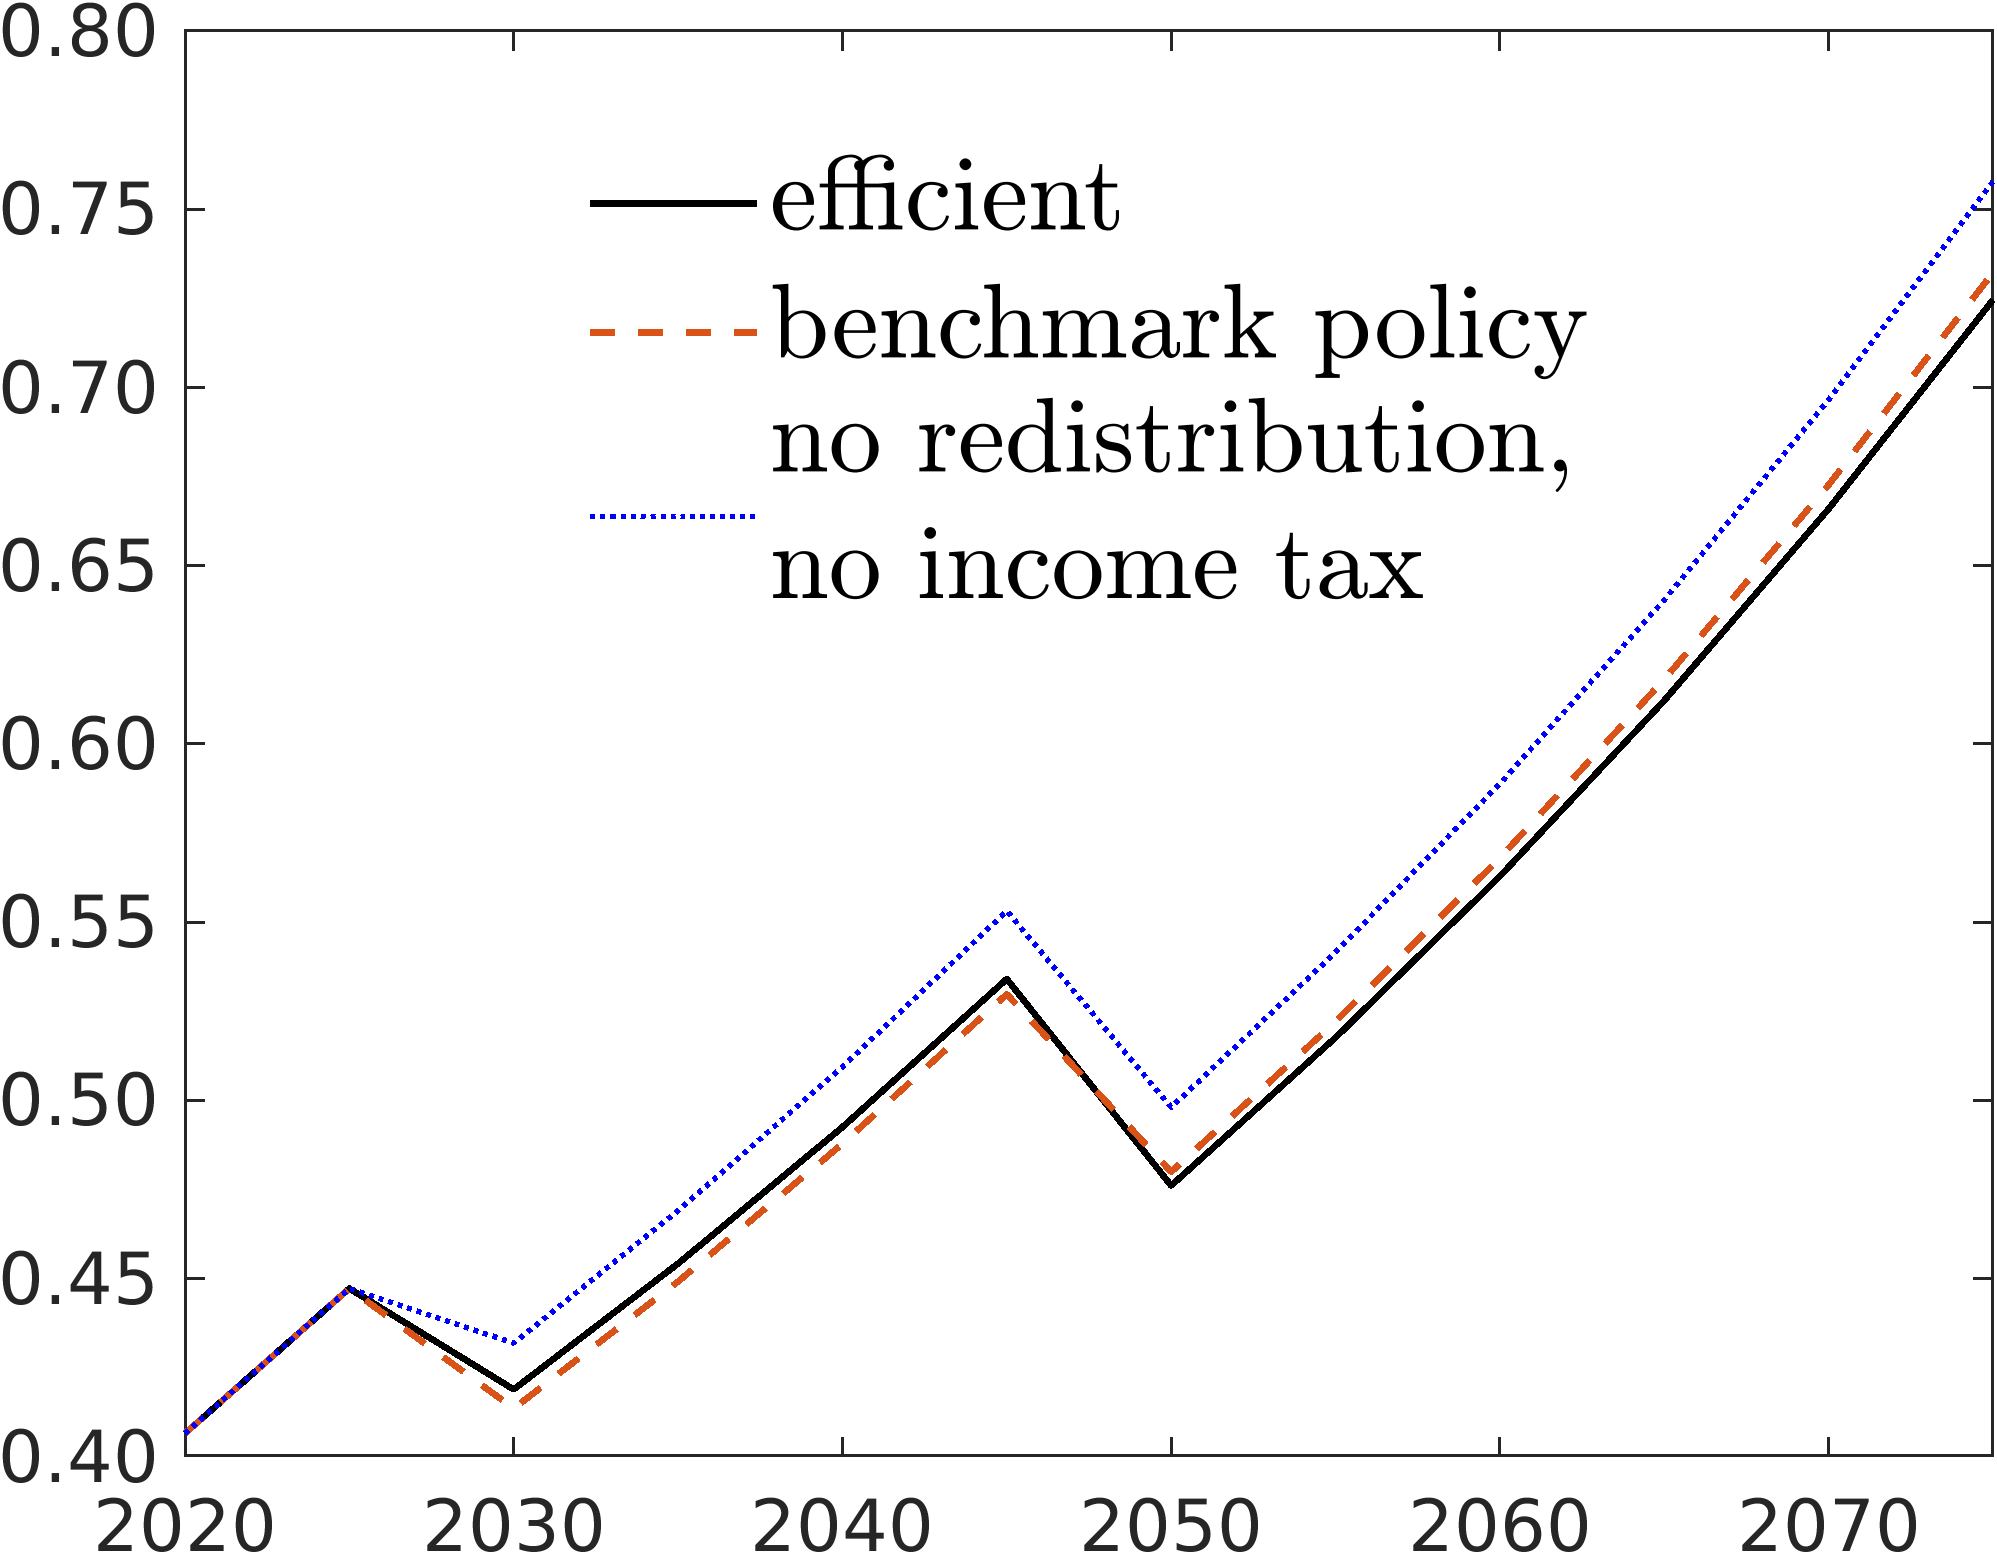 0.80
0.75
0.70
0.65
0.60
0.55
0.50
0.45
0.40
efficient
benchmark policy
no redistribution,
no income tax
2020 2030 2040 2050 2060 2070